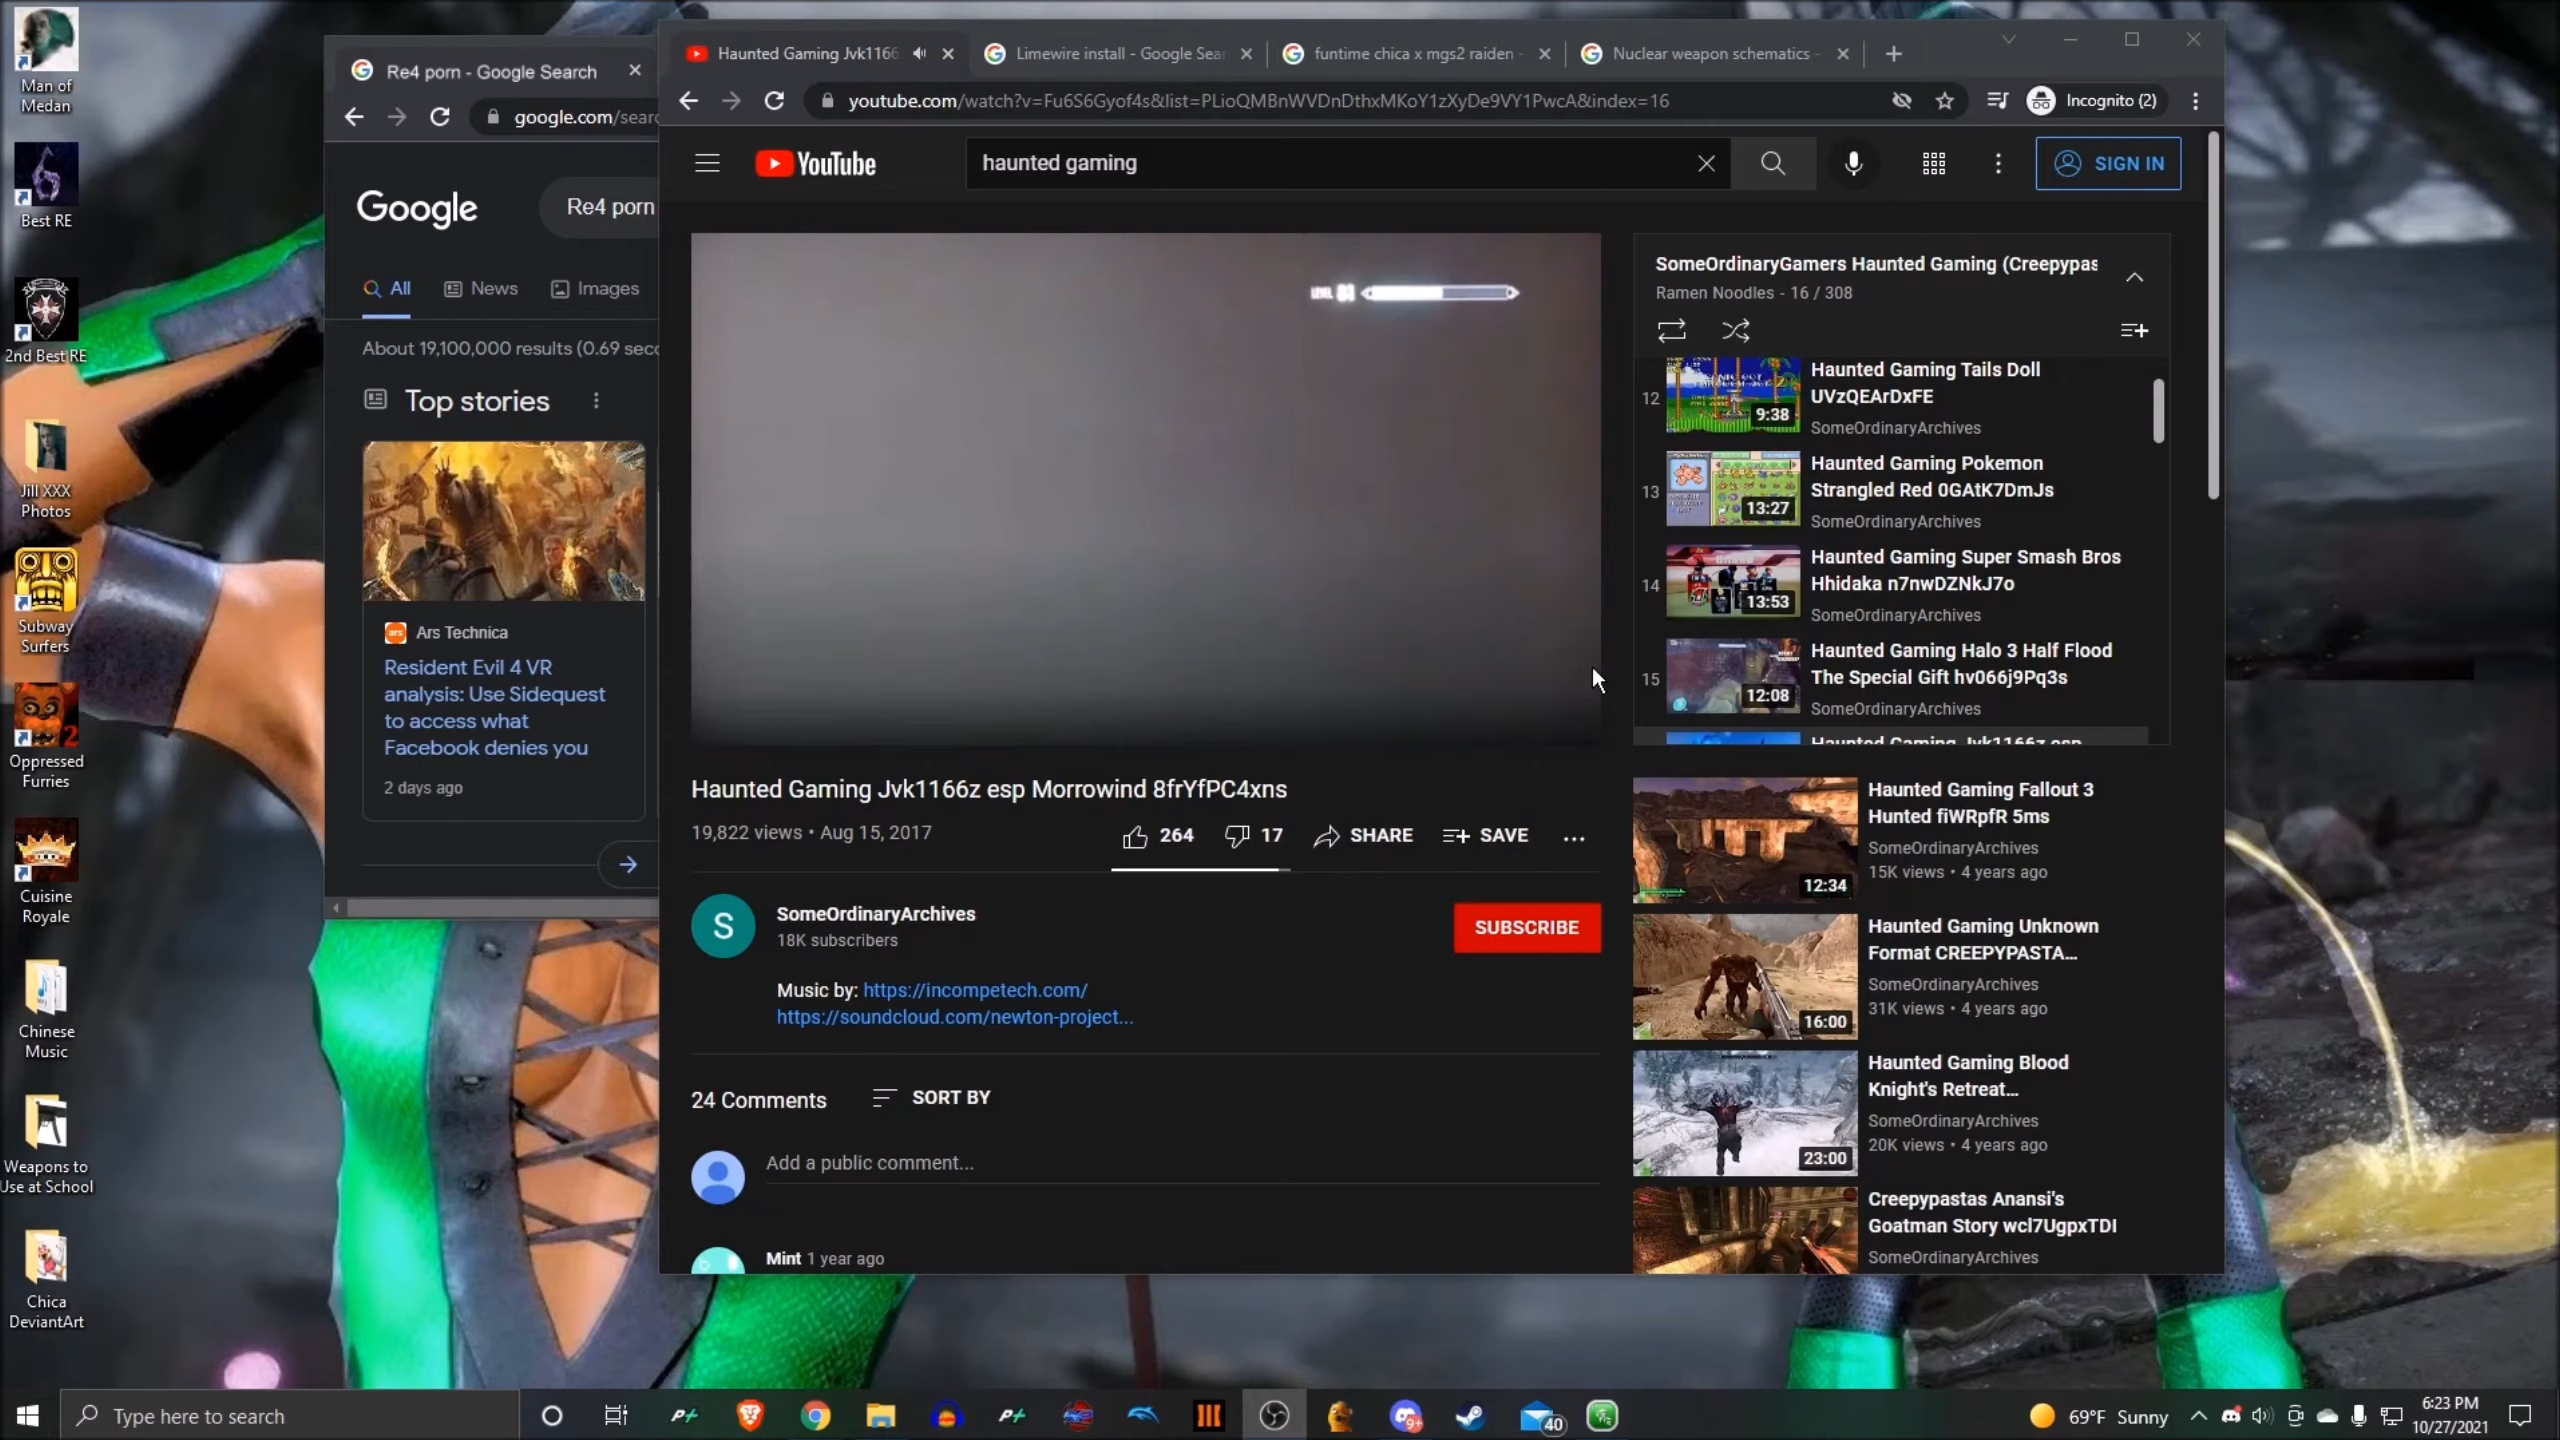 Man of
Medan
Best RE
2nd Best RE
Jill XXX
Photos
Subway
Surfers
Oppressed
Furries
Cuisine
Royale
Chinese
Music
Weapons to
Use at School
Chica
DeviantArt
Re4 porn - Google Search
google.com/searc
Google
Re4 porn
All
News
Images
About 19,100,000 results (0.69 seco
Top stories
Ars Technica
Resident Evil 4 VR
analysis: Use Sidequest
to access what
Facebook denies you
2 days ago
Haunted Gaming Jvk1166
Limewire install - Google Sear
funtime chica x mgs2 raiden -
Nuclear weapon schematics -
youtube.com/watch?v=Fu6S6Gyof4s&list=PLioQMBnWVDnDthxMKoY1zXyDe9VY1PwcA&index=16
Incognito (2)
YouTube
haunted gaming
SIGN IN
Haunted Gaming Jvk1166z esp Morrowind 8frYfPC4xns
19,822 views • Aug 15, 2017
264
17
SHARE
SAVE
S
SomeOrdinaryArchives
18K subscribers
SUBSCRIBE
Music by: https://incompetech.com/
https://soundcloud.com/newton-project...
24 Comments
SORT BY
Add a public comment...
Mint 1 year ago
SomeOrdinaryGamers Haunted Gaming (Creepypas
Ramen Noodles - 16 / 308
12
9:38
Haunted Gaming Tails Doll
UVzQEArDxFE
SomeOrdinaryArchives
13
13:27
Haunted Gaming Pokemon
Strangled Red 0GAtK7DmJs
SomeOrdinaryArchives
14
13:53
Haunted Gaming Super Smash Bros
Hhidaka n7nwDZNkJ7o
SomeOrdinaryArchives
15
12:08
Haunted Gaming Halo 3 Half Flood
The Special Gift hv066j9Pq3s
SomeOrdinaryArchives
Haunted Gaming Jvk1166z esp
12:34
Haunted Gaming Fallout 3
Hunted fiWRpfR 5ms
SomeOrdinaryArchives
15K views • 4 years ago
16:00
Haunted Gaming Unknown
Format CREEPYPASTA...
SomeOrdinaryArchives
31K views • 4 years ago
23:00
Haunted Gaming Blood
Knight's Retreat...
SomeOrdinaryArchives
20K views • 4 years ago
Creepypastas Anansi's
Goatman Story wcl7UgpxTDI
SomeOrdinaryArchives
Type here to search
9+
40
69°F Sunny
6:23 PM
10/27/2021